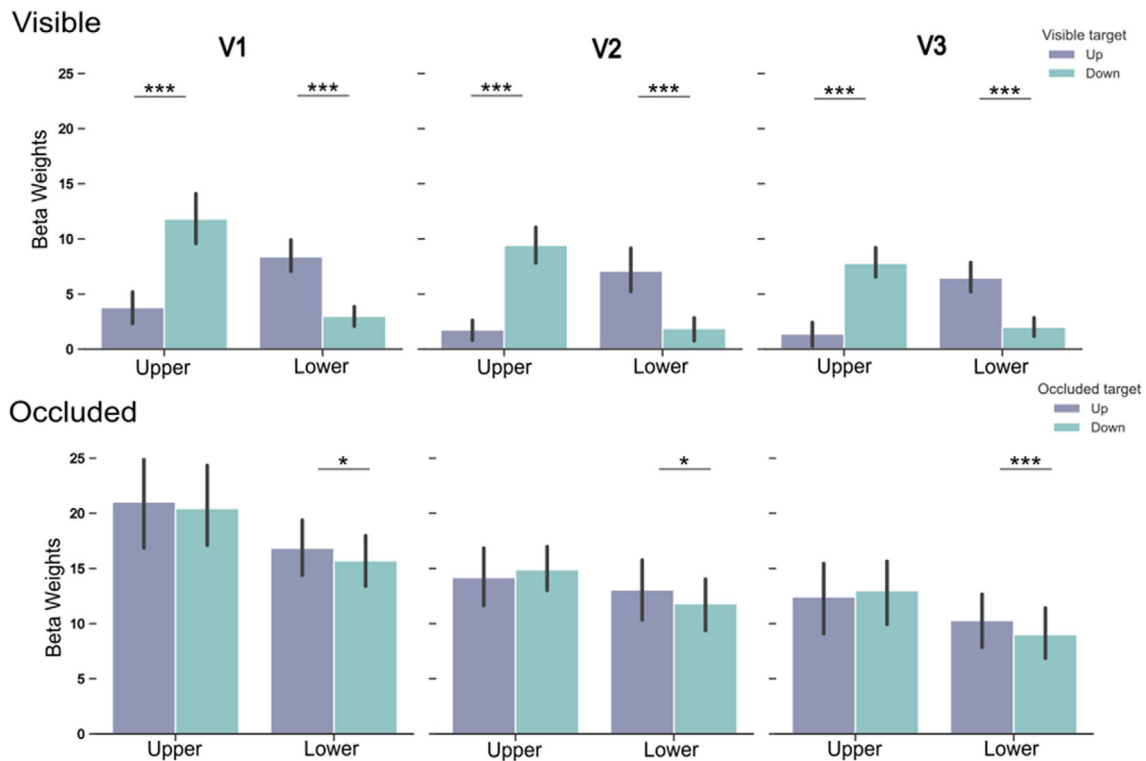 Visible
V1 V2 V3
Visible target
Up
Down
*** *** *** *** *** ***
25
20
15
10
5
0
Beta Weights
Upper Lower Upper Lower Upper Lower
Occluded
Occluded target
Up
Down
* * ***
25
20
15
10
5
0
Beta Weights
Upper Lower Upper Lower Upper Lower